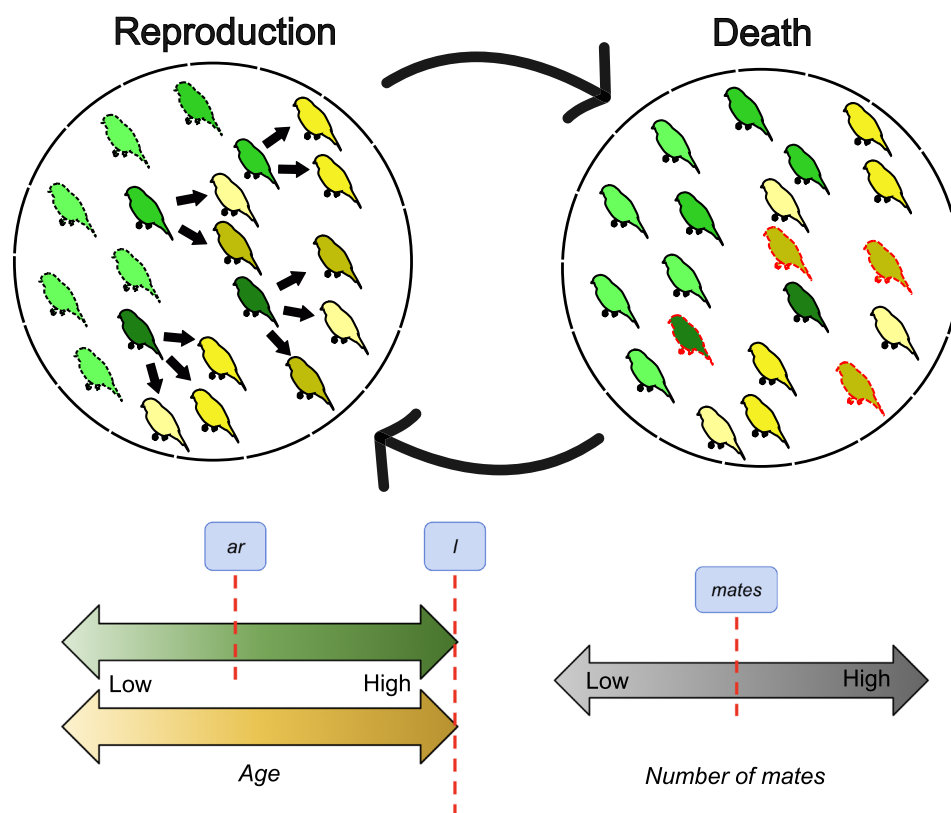 Reproduction
Death
ar
l
mates
Low
High
Low
High
Age
Number of mates